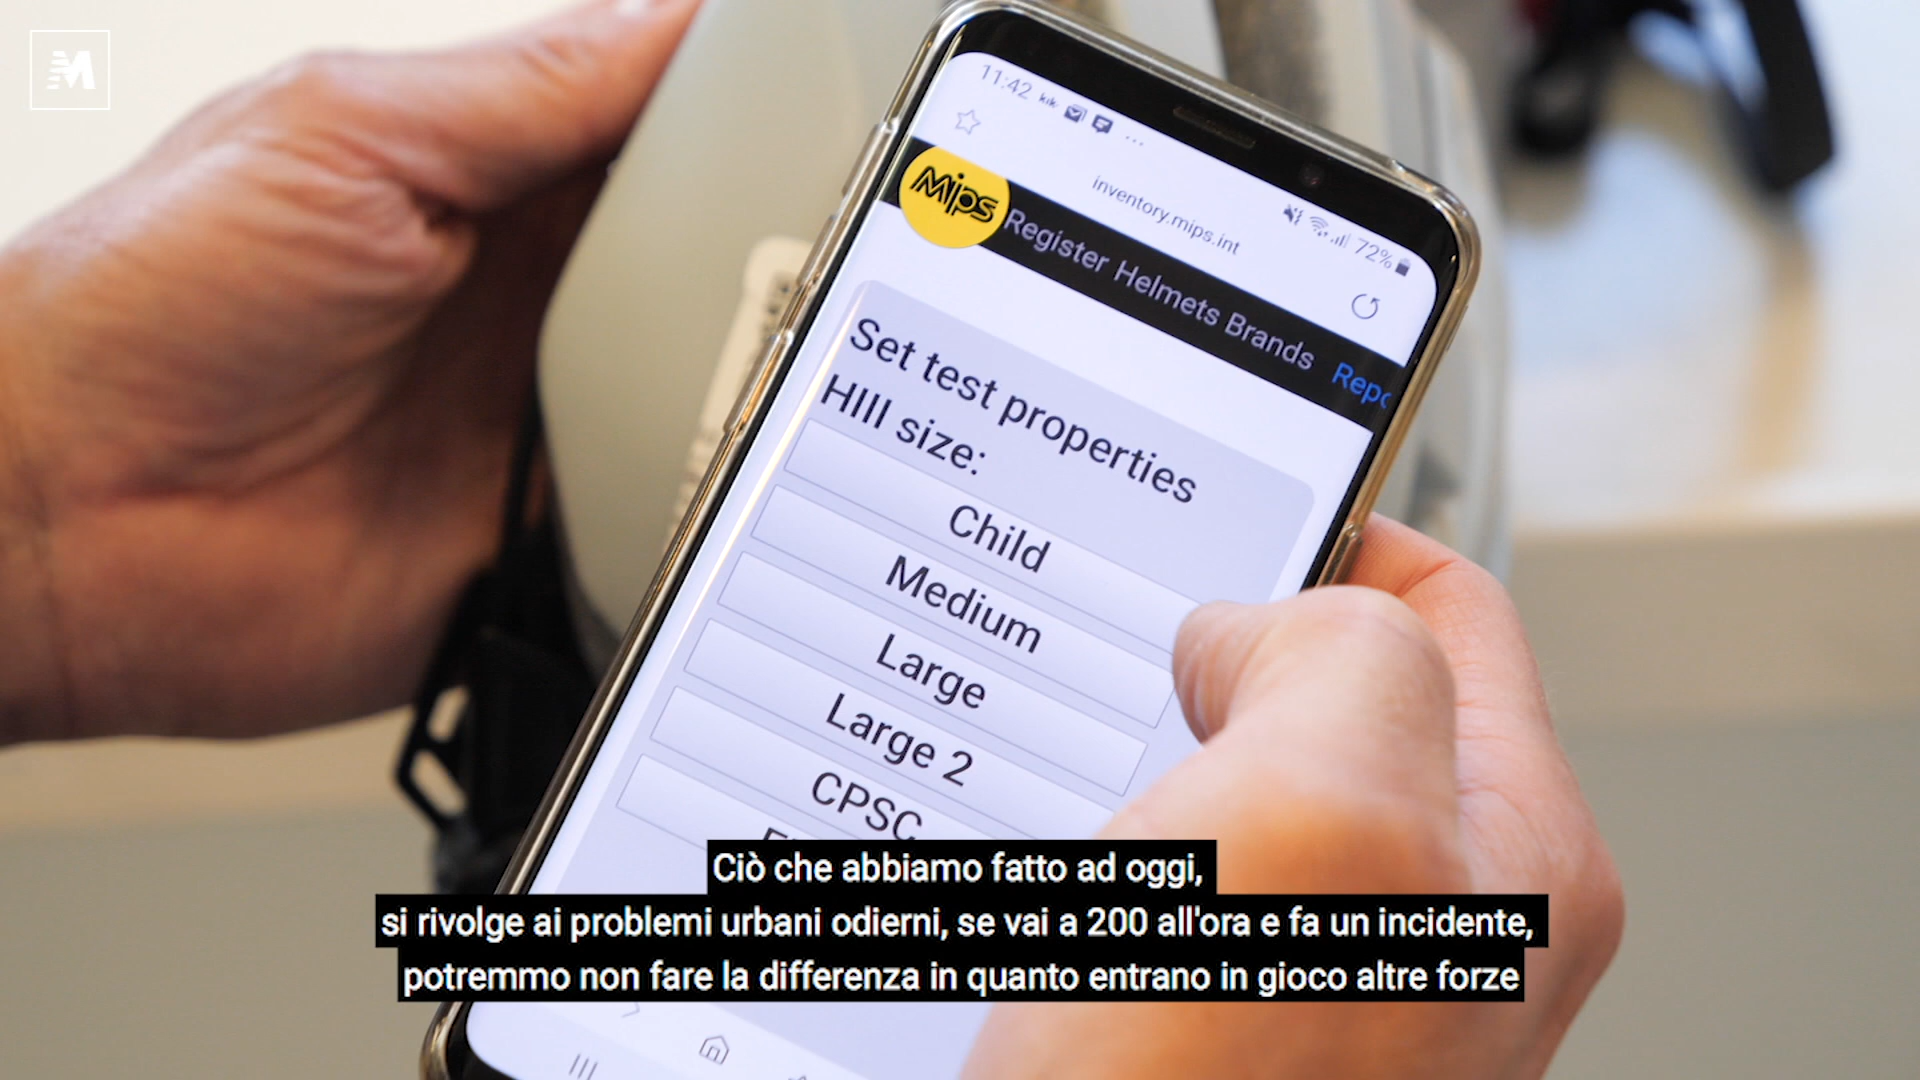 M
11:42 kik ...
72%
inventory.mips.int
Mips
Register Helmets Brands Repo
Set test properties
HIII size:
Child
Medium
Large
Large 2
CPSC
Ciò che abbiamo fatto ad oggi,
si rivolge ai problemi urbani odierni, se vai a 200 all'ora e fa un incidente,
potremmo non fare la differenza in quanto entrano in gioco altre forze